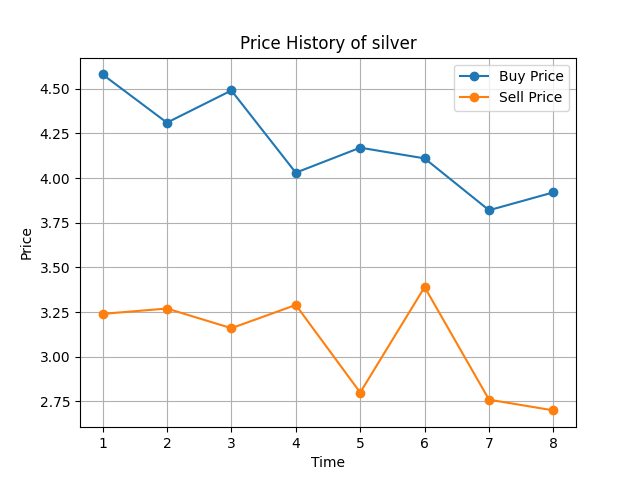 Price History of silver
Buy Price
Sell Price
4.50
4.25
4.00
3.75
3.50
3.25
3.00
2.75
Price
1 2 3 4 5 6 7 8
Time